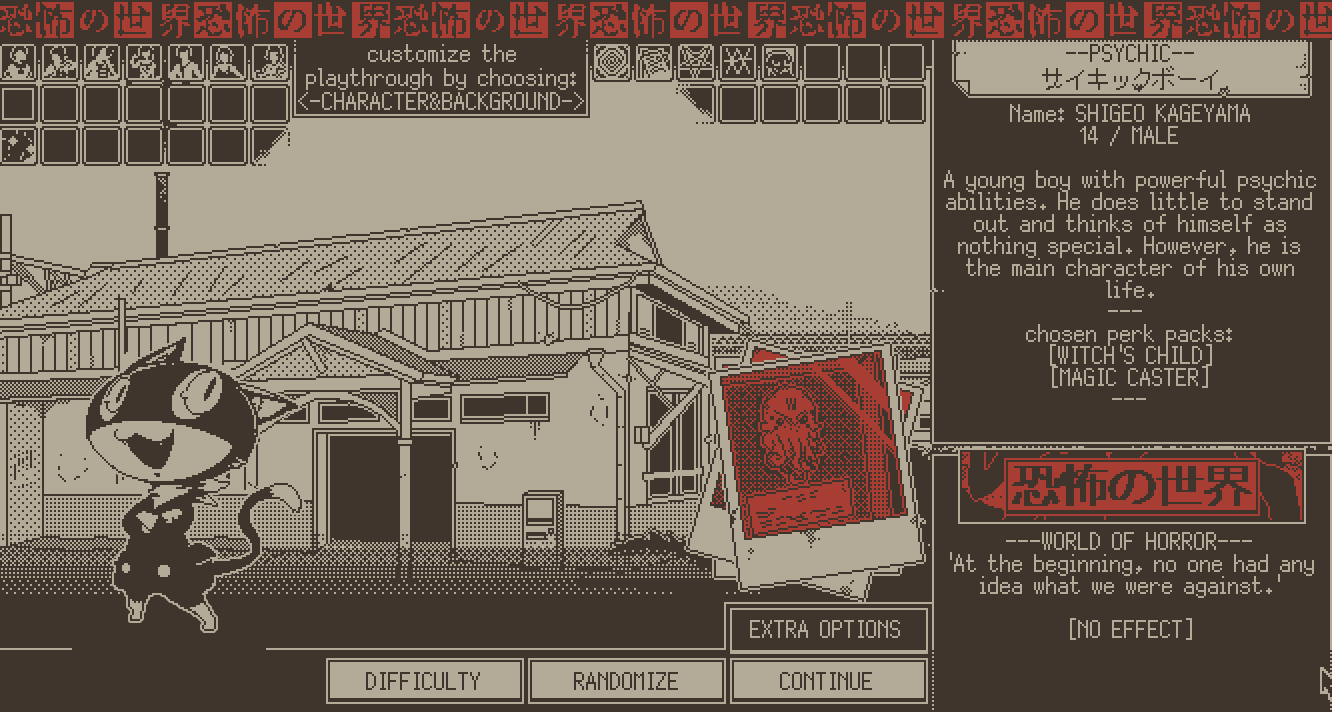 恐怖の世界恐怖の世界恐怖の世界恐怖の世界恐怖の世界恐怖の世
customize the
playthrough by choosing:
<-CHARACTER&BACKGROUND->
--PSYCHIC--
サイキックボーイ
Name: SHIGEO KAGEYAMA
14 / MALE
A young boy with powerful psychic
abilities. He does little to stand
out and thinks of himself as
nothing special. However, he is
the main character of his own
life.
---
chosen perk packs:
[WITCH'S CHILD]
[MAGIC CASTER]
---
恐怖の世界
---WORLD OF HORROR---
'At the beginning, no one had any
idea what we were against.'
[NO EFFECT]
EXTRA OPTIONS
DIFFICULTY
RANDOMIZE
CONTINUE